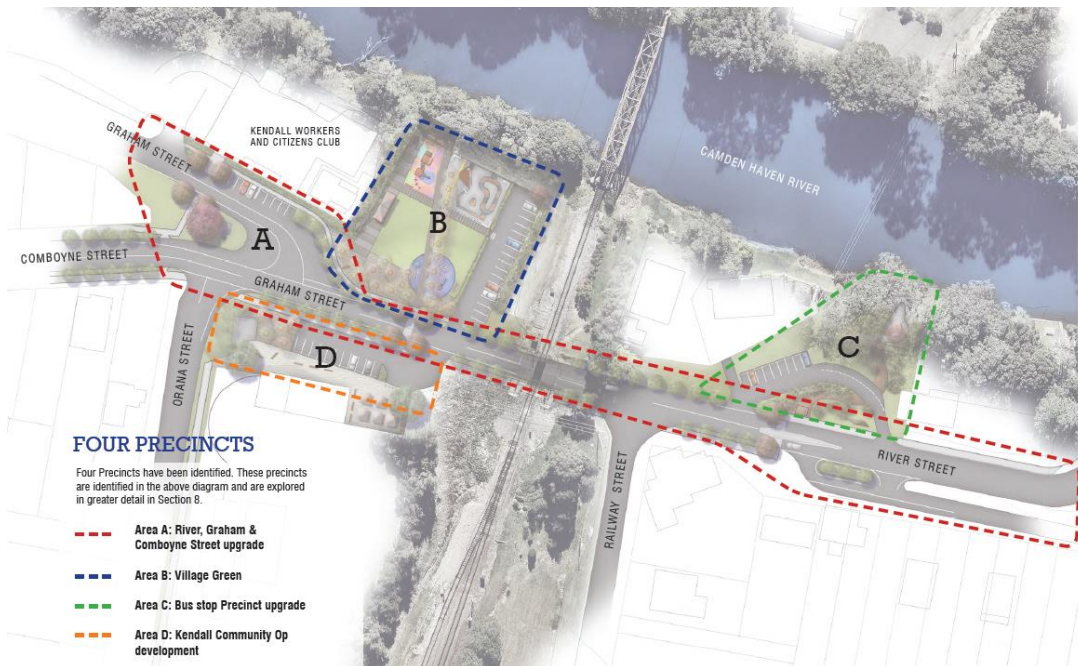 GRAHAM STREET
KENDALL WORKERS
AND CITIZENS CLUB
CAMDEN HAVEN RIVER
B
A
COMBOYNE STREET
GRAHAM STREET
C
D
ORANA STREET
RIVER STREET
RAILWAY STREET
FOUR PRECINCTS
Four Precincts have been identified. These precincts
are identified in the above diagram and are explored
in greater detail in Section 8.
Area A: River, Graham &
Comboyne Street upgrade
Area B: Village Green
Area C: Bus stop Precinct upgrade
Area D: Kendall Community Op
development